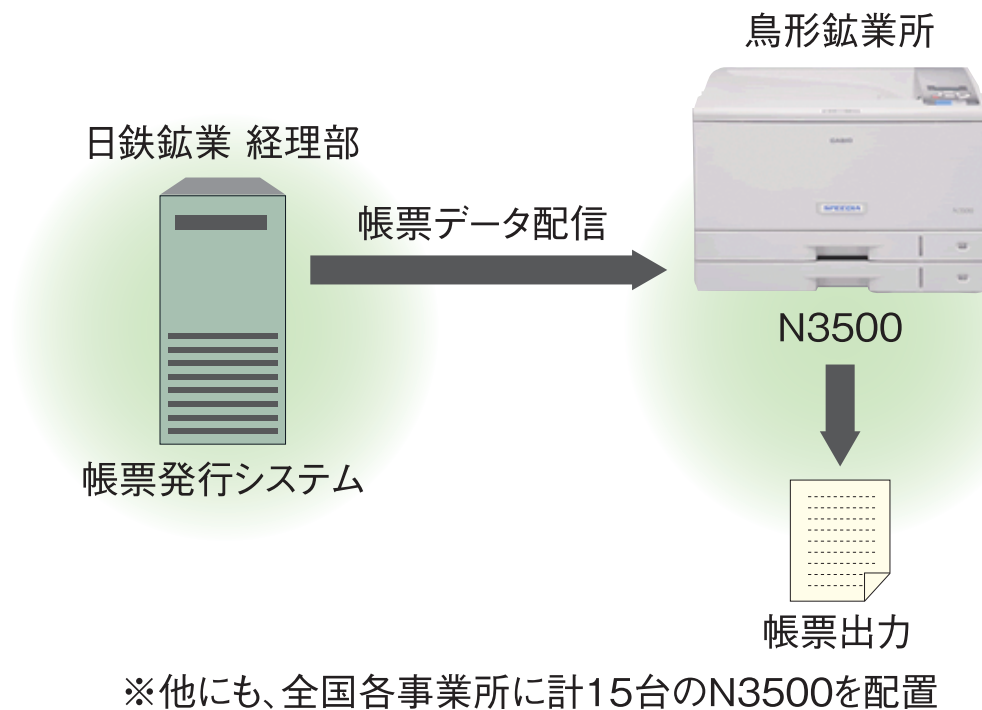 鳥形鉱業所
日鉄鉱業 経理部
CASIO
帳票データ配信
SPEEDIA
N3500
帳票発行システム
帳票出力
※他にも、全国各事業所に計15台のN3500を配置